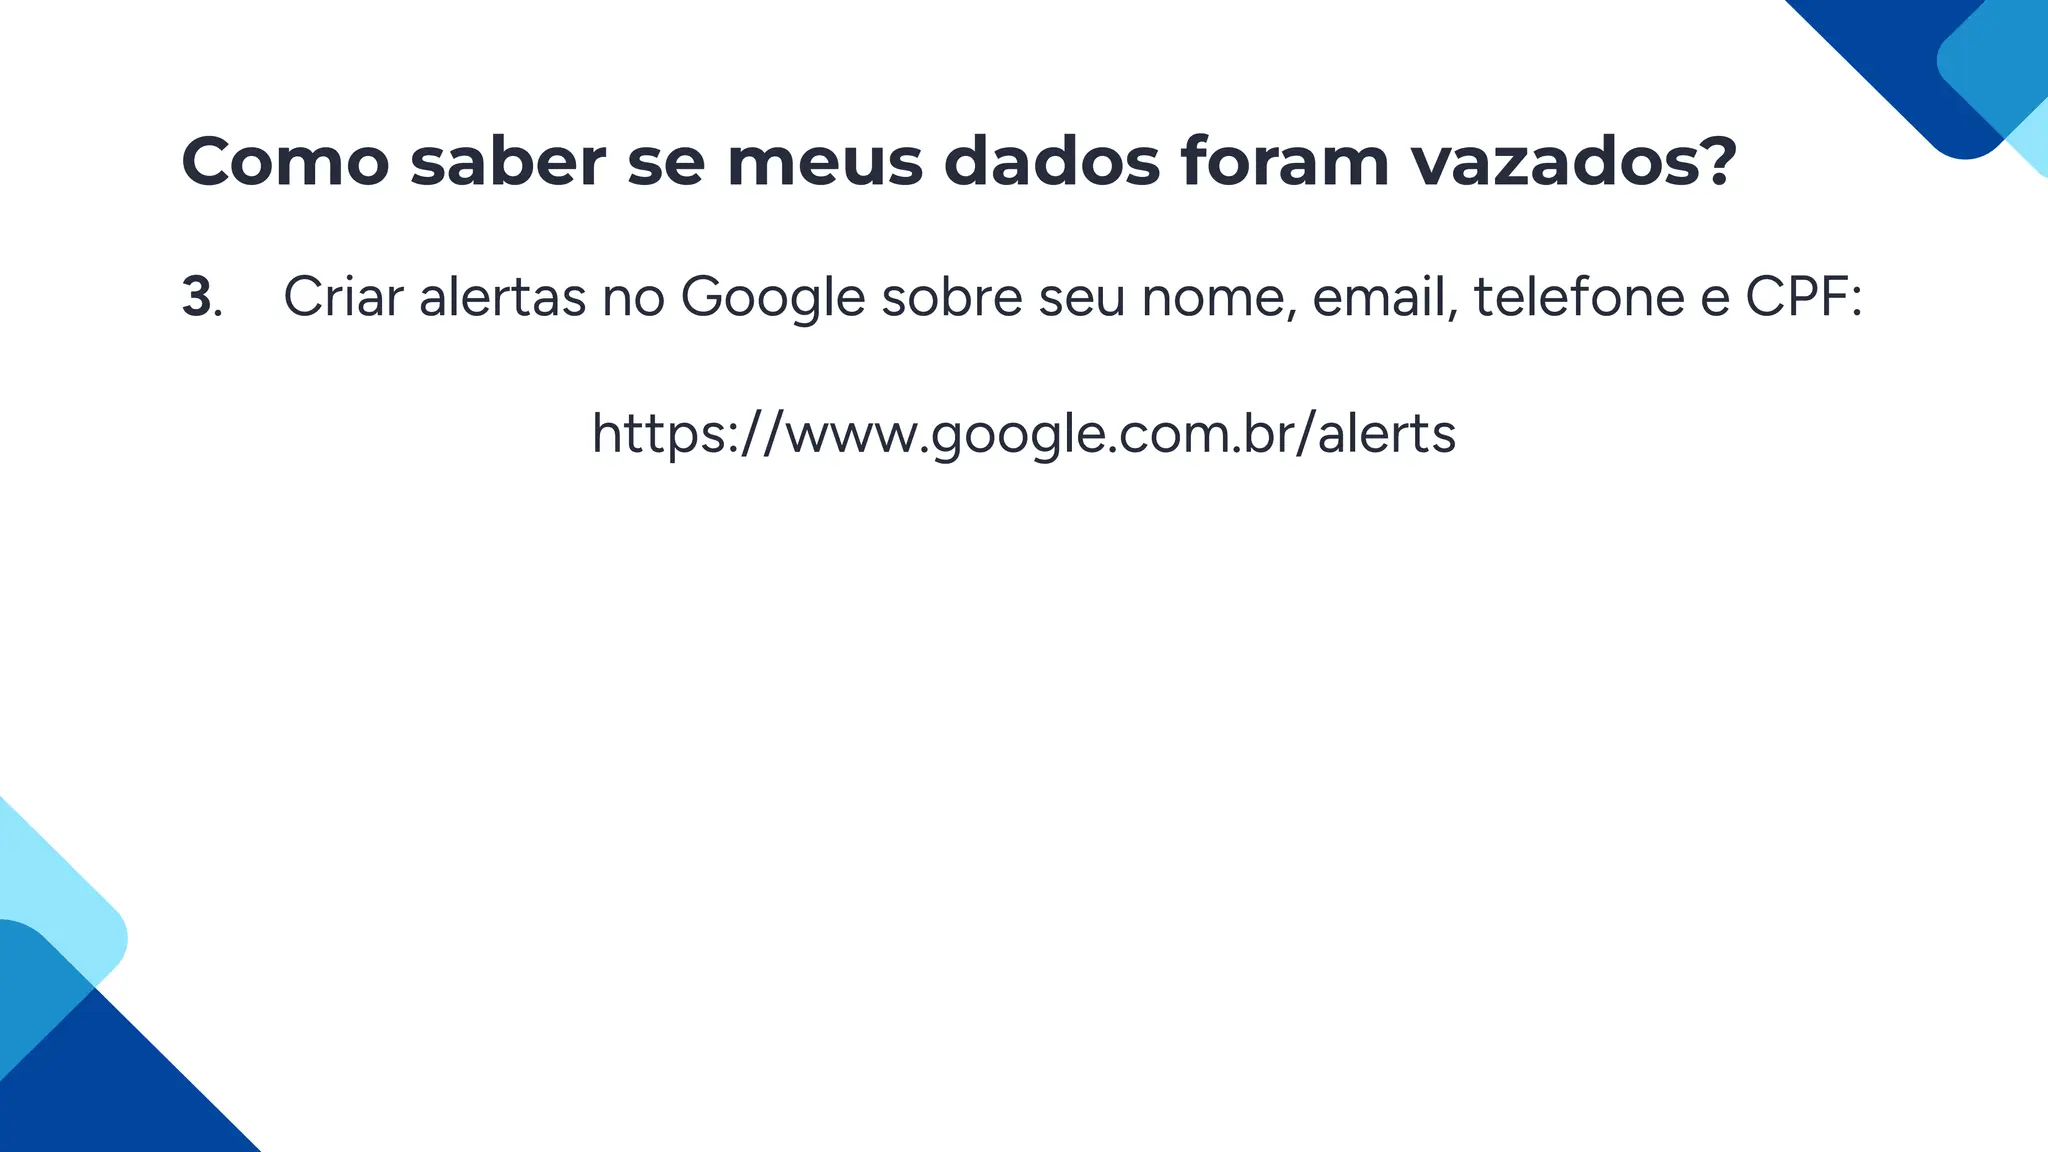 Como saber se meus dados foram vazados?
3. Criar alertas no Google sobre seu nome, email, telefone e CPF:
https://www.google.com.br/alerts